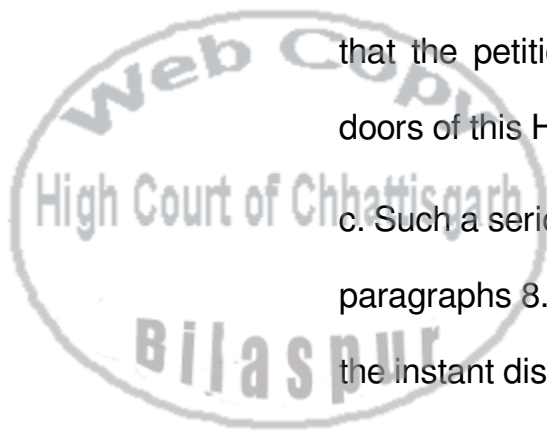 Web Copy
that the petiti
doors of this H
High Court of Chhattisgarh
c. Such a serio
paragraphs 8.
Bilaspur
the instant dis